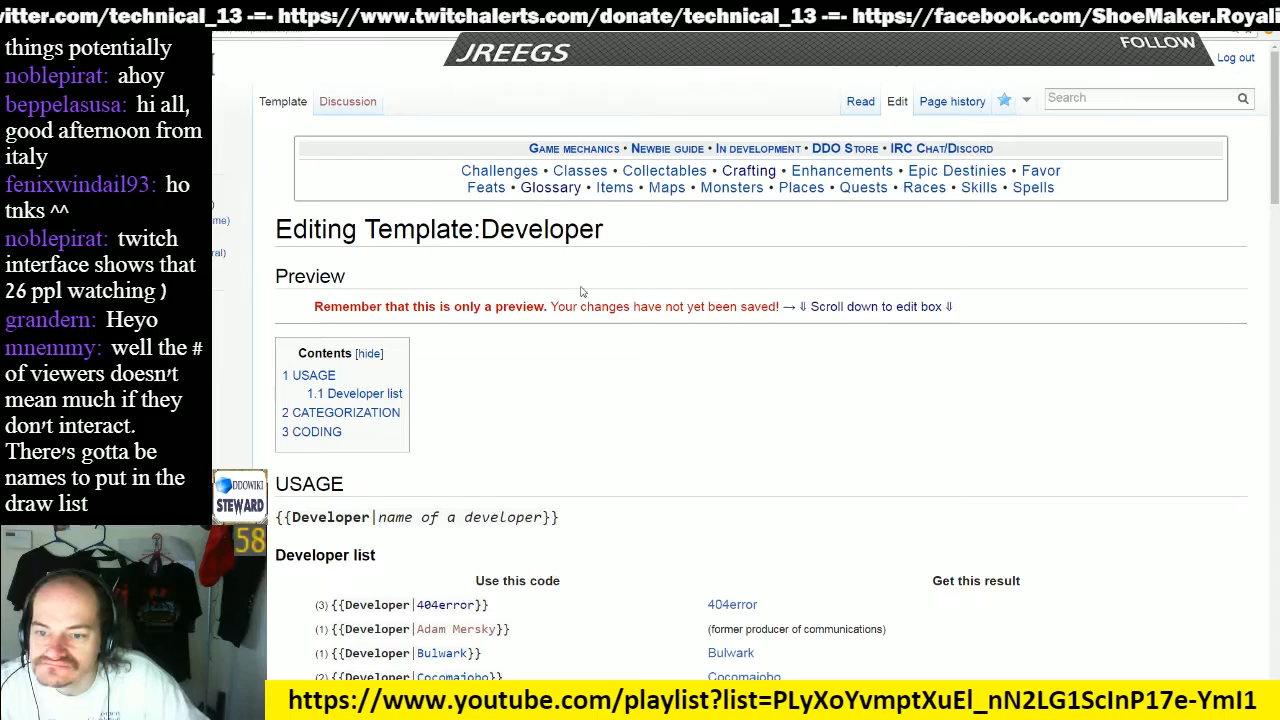 witter.com/technical_13 -=- https://www.twitchalerts.com/donate/technical_13 -=- https://facebook.com/ShoeMaker.Royali
things potentially
noblepirat: ahoy
beppelasusa: hi all,
good afternoon from
italy
fenixwindail93: ho
tnks ^^
noblepirat: twitch
interface shows that
26 ppl watching )
grandern: Heyo
mnemmy: well the #
of viewers doesn't
mean much if they
don't interact.
There's gotta be
names to put in the
draw list
me)
ral)
DDOWIKI
STEWARD
58
JREEGS
FOLLOW
Log out
Template Discussion Read Edit Page history Search
Game mechanics • Newbie guide • In development • DDO Store • IRC Chat/Discord
Challenges • Classes • Collectables • Crafting • Enhancements • Epic Destinies • Favor
Feats • Glossary • Items • Maps • Monsters • Places • Quests • Races • Skills • Spells
Editing Template:Developer
Preview
Remember that this is only a preview. Your changes have not yet been saved! → ⇓ Scroll down to edit box ⇓
Contents [hide]
1 USAGE
1.1 Developer list
2 CATEGORIZATION
3 CODING
USAGE
{{Developer|name of a developer}}
Developer list
Use this code Get this result
(3) {{Developer|404error}} 404error
(1) {{Developer|Adam Mersky}} (former producer of communications)
(1) {{Developer|Bulwark}} Bulwark
(2) {{Developer|Cocomajobo}} Cocomajobo
https://www.youtube.com/playlist?list=PLyXoYvmptXuEl_nN2LG1ScInP17e-YmI1